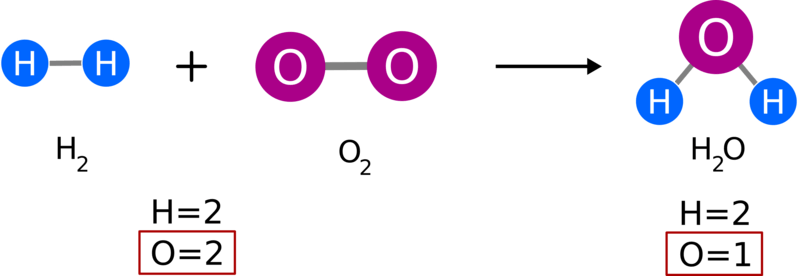 H H + O O → O H H
H₂ O₂ H₂O
H=2 H=2
O=2 O=1